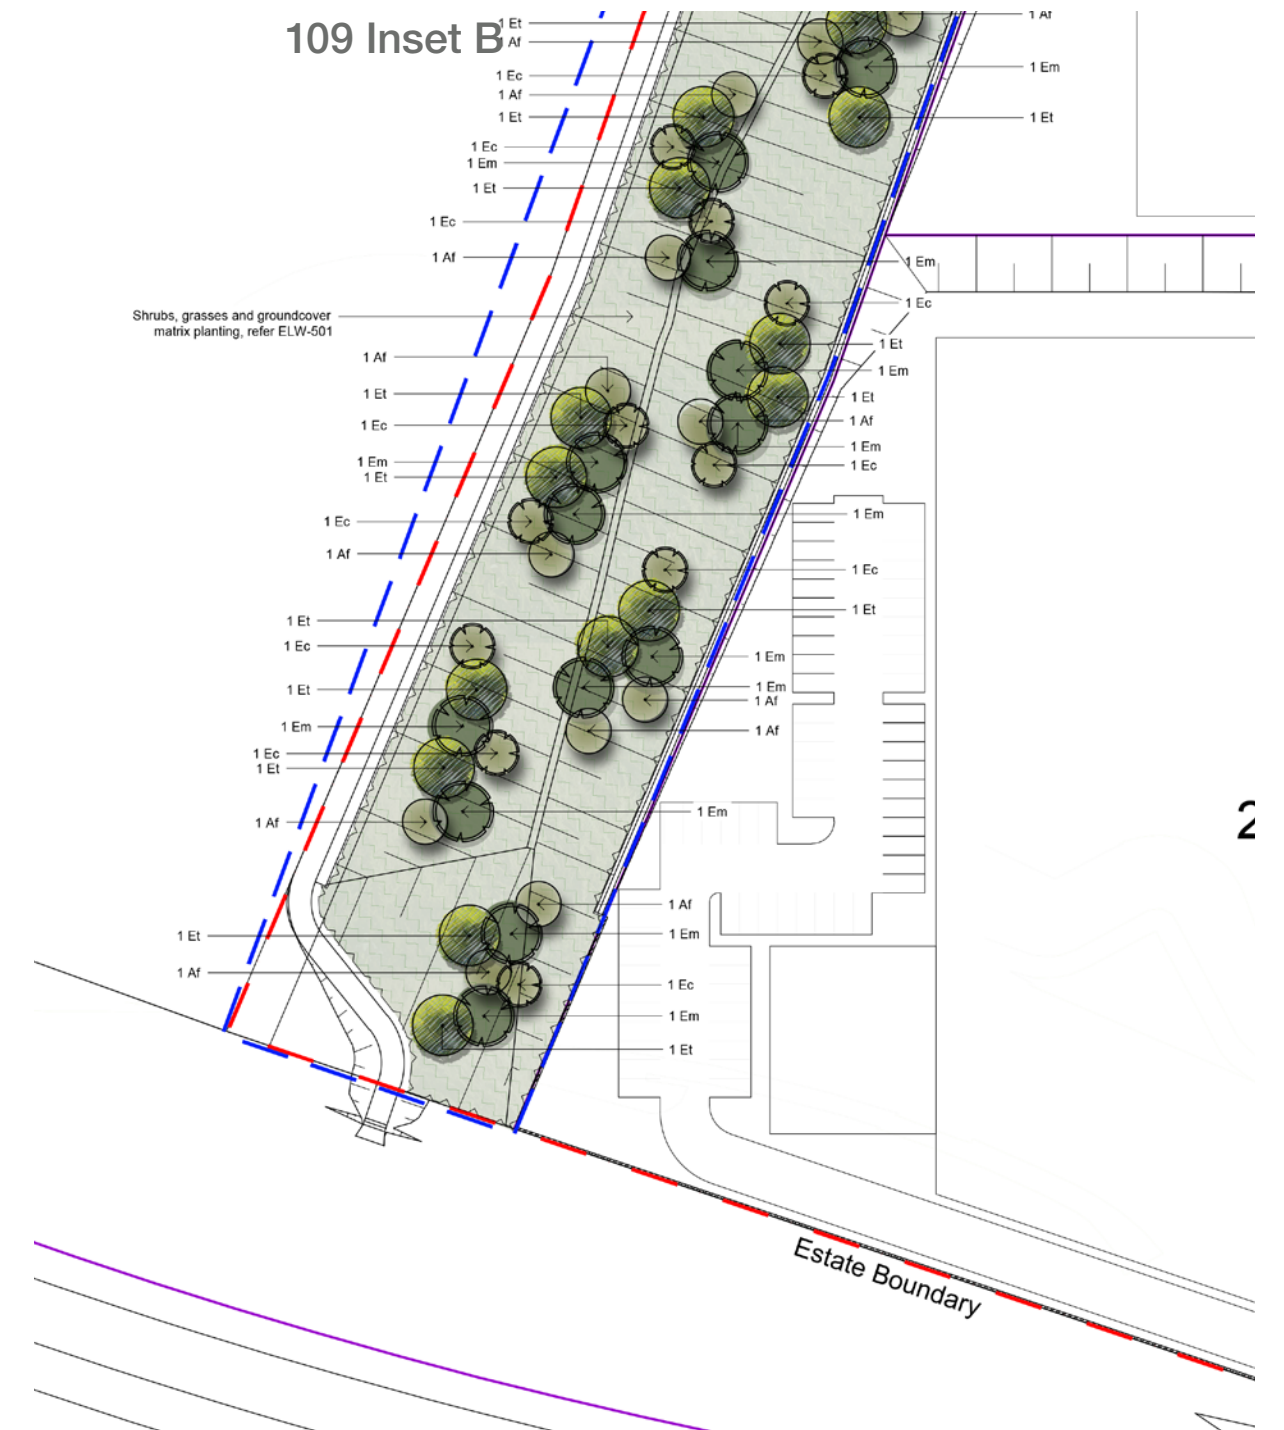 109 Inset B
1 Et
Af
1 Ec
1 Af
1 Et
1 Ec
1 Em
1 Et
1 Ec
1 Af
Shrubs, grasses and groundcover
matrix planting, refer ELW-501
1 Af
1 Et
1 Ec
1 Em
1 Et
1 Ec
1 Af
1 Et
1 Ec
1 Et
1 Em
1 Ec
1 Et
1 Af
1 Et
1 Af
1 Af
1 Em
1 Et
1 Em
1 Ec
1 Et
1 Em
1 Et
1 Af
1 Em
1 Ec
1 Em
1 Ec
1 Et
1 Em
1 Em
1 Af
1 Af
1 Em
1 Af
1 Em
1 Ec
1 Em
1 Et
2
Estate Boundary